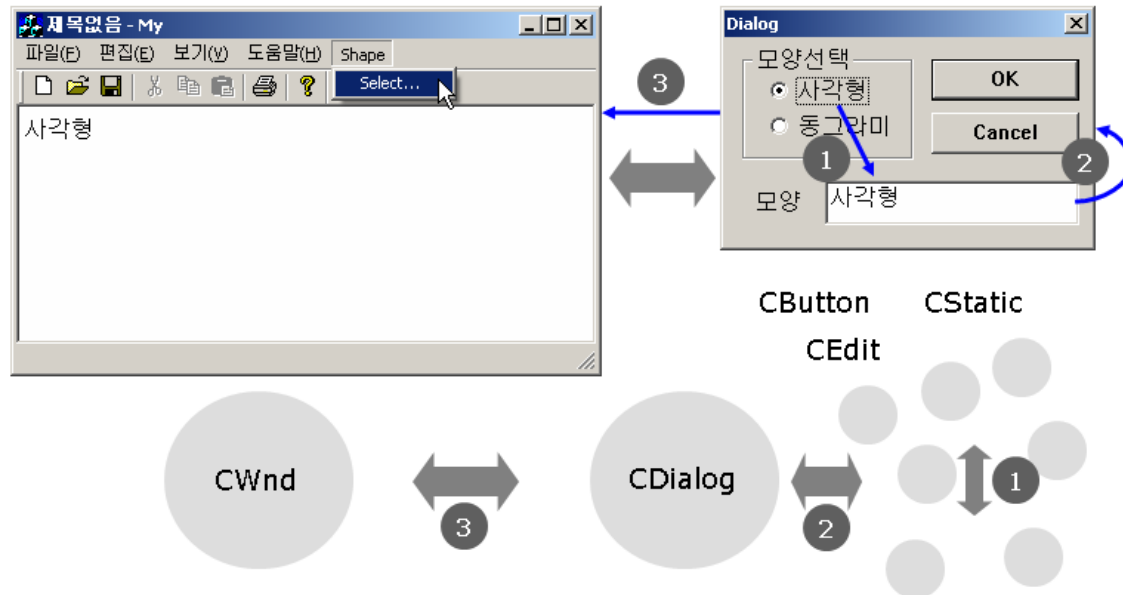 제목없음 - My
파일(F) 편집(E) 보기(V) 도움말(H) Shape
Select...
사각형
3
Dialog
모양선택
사각형
동그라미
OK
Cancel
1
2
모양 사각형
CButton CStatic
CEdit
CWnd
3
CDialog
2
1